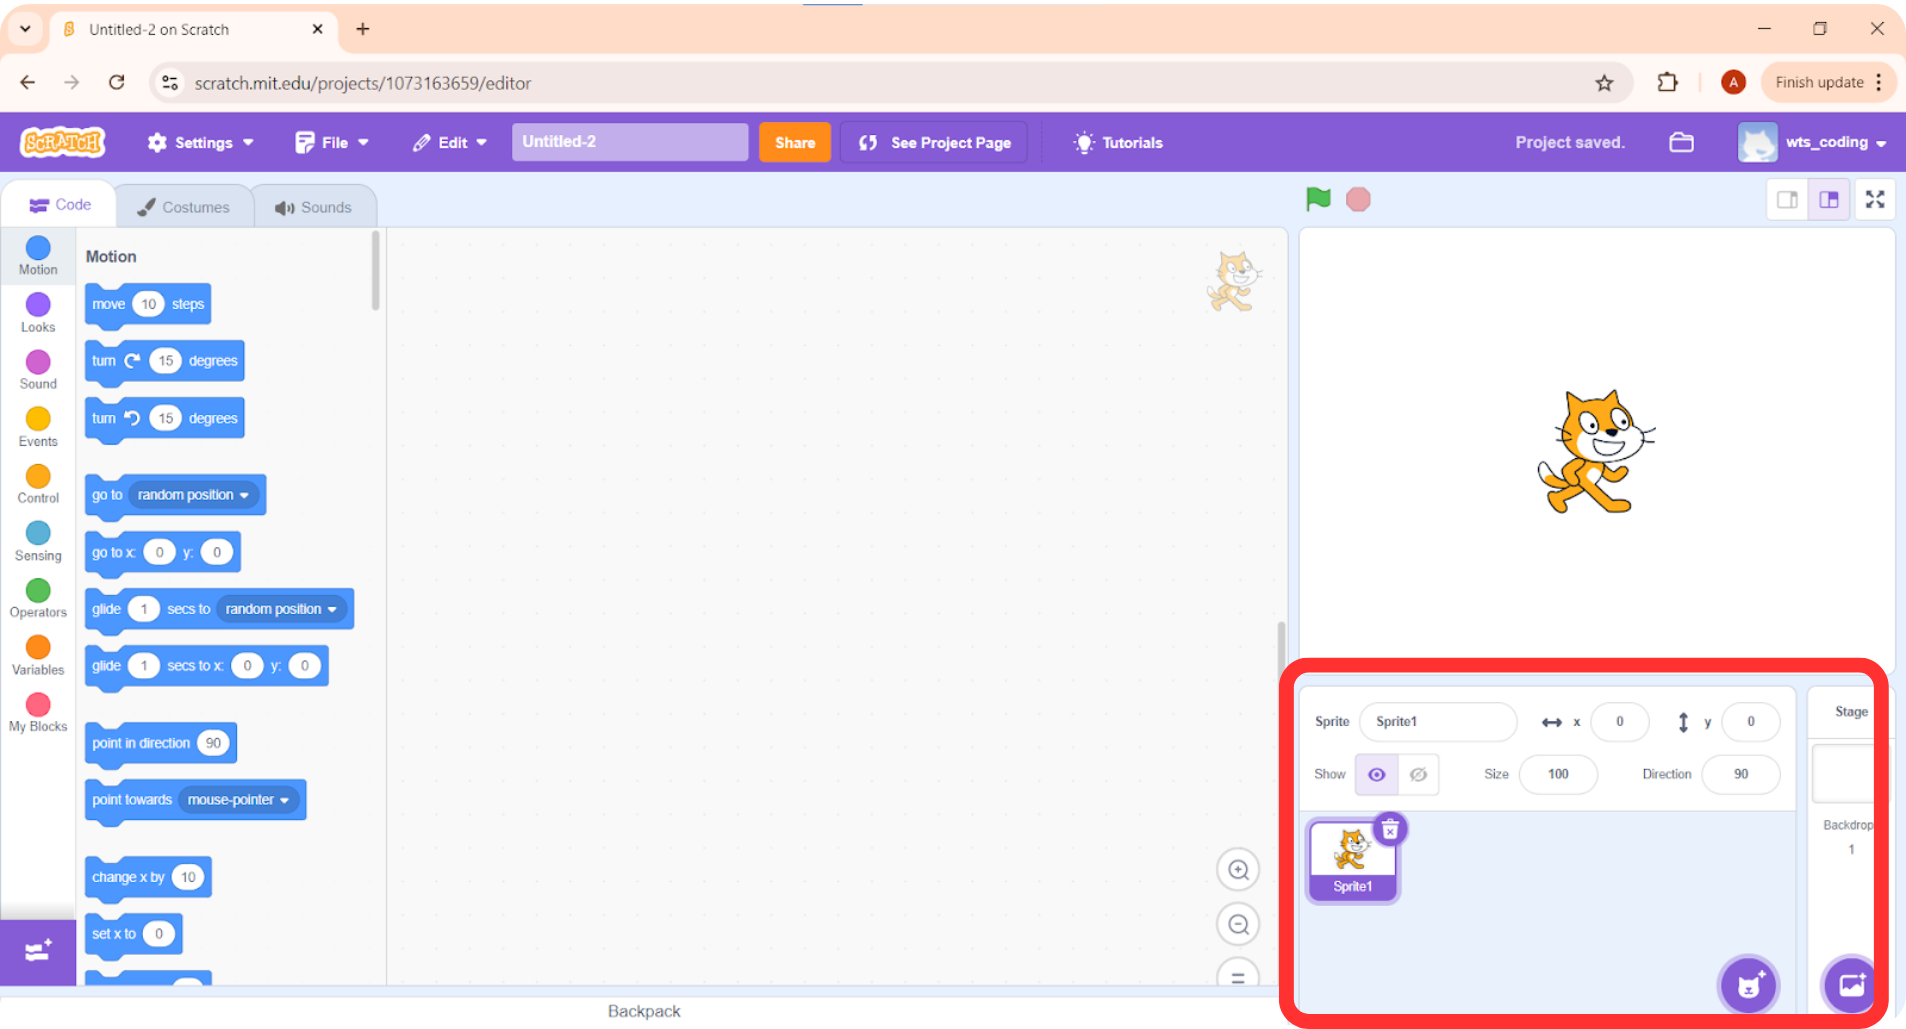 Untitled-2 on Scratch
scratch.mit.edu/projects/1073163659/editor
A
Finish update
SCRATCH
Settings
File
Edit
Untitled-2
Share
See Project Page
Tutorials
Project saved.
wts_coding
Code
Costumes
Sounds
Motion
Looks
Sound
Events
Control
Sensing
Operators
Variables
My Blocks
Motion
move 10 steps
turn 15 degrees
turn 15 degrees
go to random position
go to x: 0 y: 0
glide 1 secs to random position
glide 1 secs to x: 0 y: 0
point in direction 90
point towards mouse-pointer
change x by 10
set x to 0
Sprite Sprite1 x 0 y 0
Show Size 100 Direction 90
Sprite1
Stage
Backdrop
1
Backpack